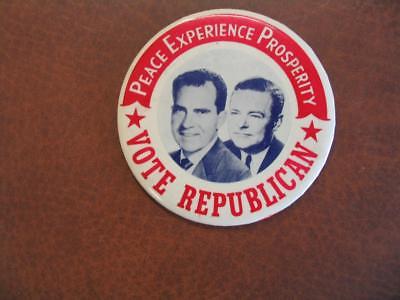 PEACE EXPERIENCE PROSPERITY
VOTE REPUBLICAN